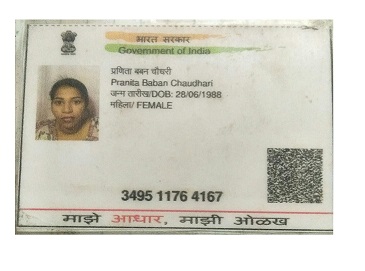 भारत सरकार
Government of India
प्रणिता बबन चौधरी
Pranita Baban Chaudhari
जन्म तारीख/DOB: 28/06/1988
महिला/ FEMALE
3495 1176 4167
माझे आधार, माझी ओळख